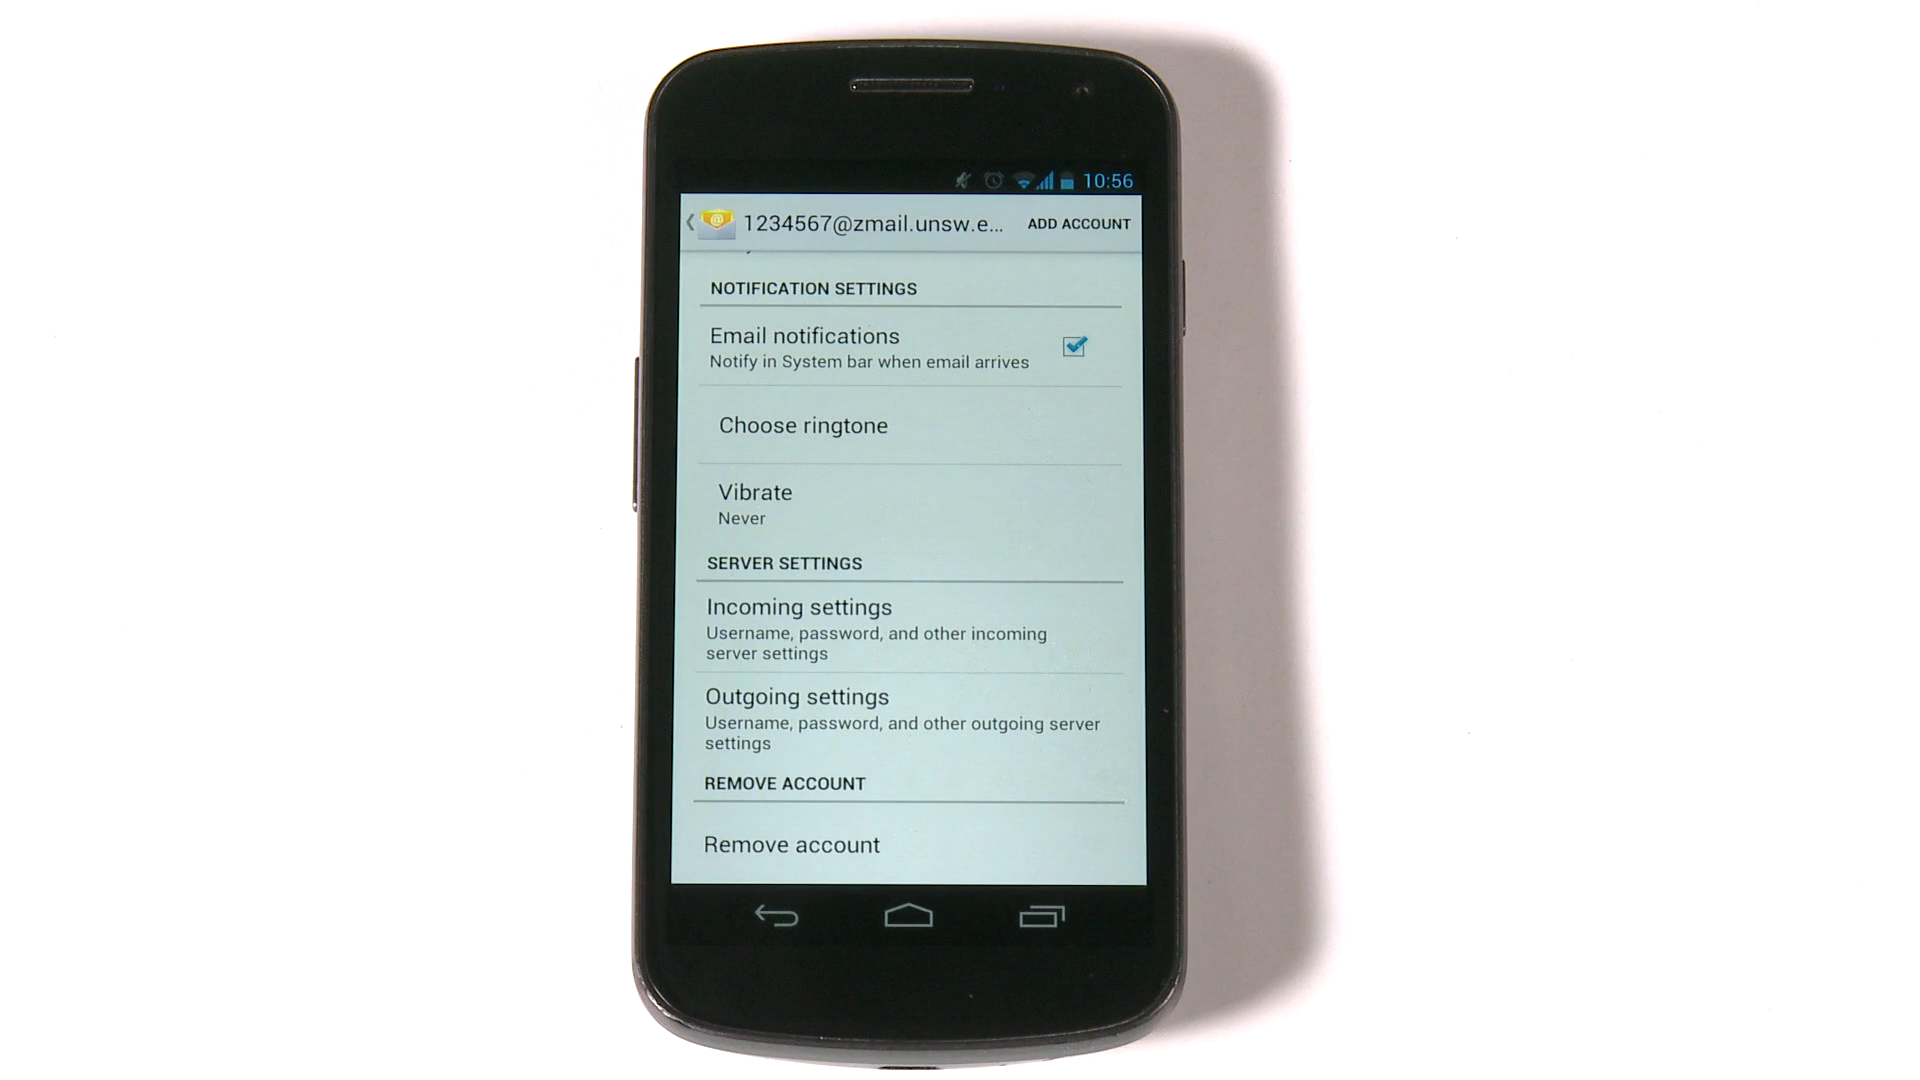 10:56
1234567@zmail.unsw.e... ADD ACCOUNT
NOTIFICATION SETTINGS
Email notifications
Notify in System bar when email arrives
Choose ringtone
Vibrate
Never
SERVER SETTINGS
Incoming settings
Username, password, and other incoming
server settings
Outgoing settings
Username, password, and other outgoing server
settings
REMOVE ACCOUNT
Remove account